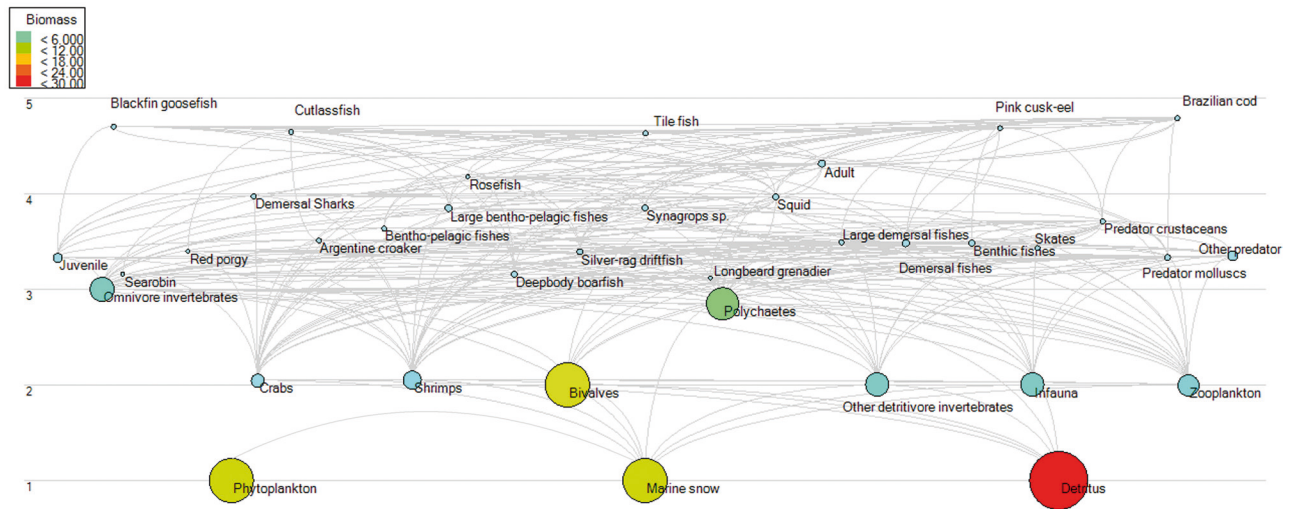 Biomass
< 6.000
< 12.00
< 18.00
< 24.00
< 30.00
5
Blackfin goosefish
Cutlassfish
Tile fish
Pink cusk-eel
Brazilian cod
Adult
Rosefish
4
Demersal Sharks
Large bentho-pelagic fishes
Synagrops sp.
Squid
Predator crustaceans
Bentho-pelagic fishes
Argentine croaker
Large demersal fishes
Skates
Juvenile
Red porgy
Silver-rag driftfish
Demersal fishes
Benthic fishes
Other predator
Searobin
Deepbody boarfish
Longbeard grenadier
Predator molluscs
3
Omnivore invertebrates
Polychaetes
2
Crabs
Shrimps
Bivalves
Other detritivore invertebrates
Infauna
Zooplankton
1
Phytoplankton
Marine snow
Detritus